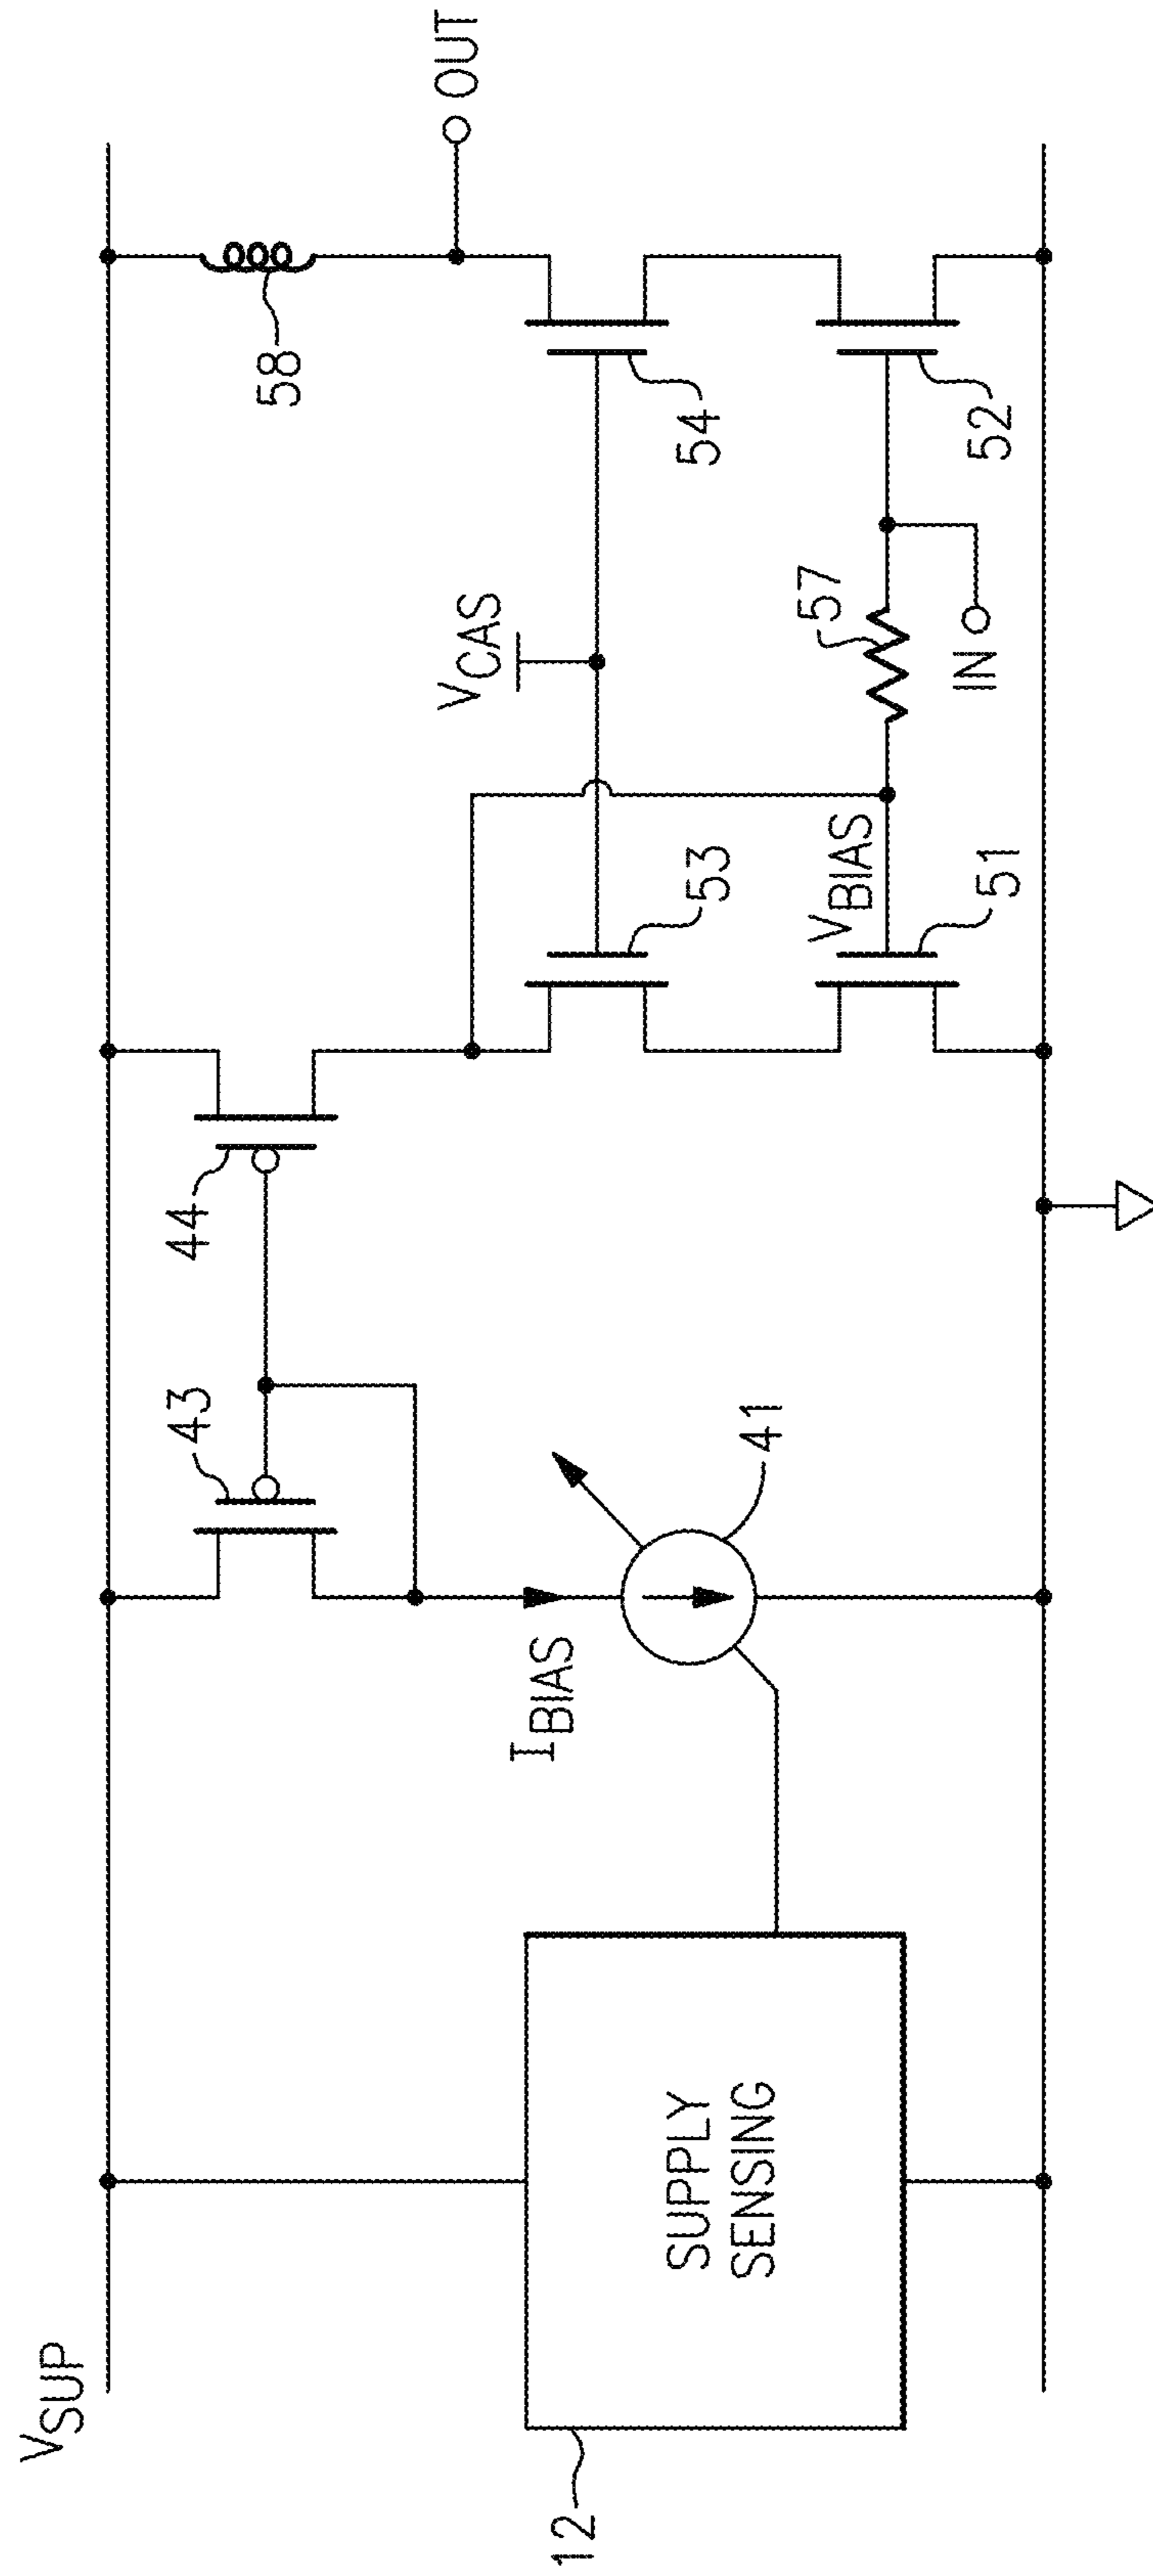 VSUP
12
SUPPLY
SENSING
IBIAS
41
43
44
53
VBIAS
51
VCAS
57
IN
54
52
58
OUT